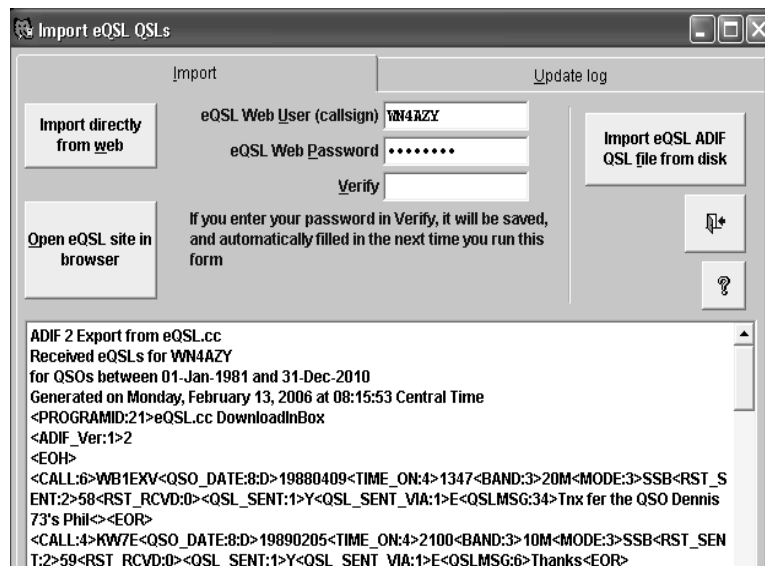 Import eQSL QSLs
Import
Update log
Import directly
from web
eQSL Web User (callsign)
WN4AZY
eQSL Web Password
••••••••
Verify
Import eQSL ADIF
QSL file from disk
Open eQSL site in
browser
If you enter your password in Verify, it will be saved,
and automatically filled in the next time you run this
form
?
ADIF 2 Export from eQSL.cc
Received eQSLs for WN4AZY
for QSOs between 01-Jan-1981 and 31-Dec-2010
Generated on Monday, February 13, 2006 at 08:15:53 Central Time
<PROGRAMID:21>eQSL.cc DownloadInBox
<ADIF_Ver:1>2
<EOH>
<CALL:6>WB1EXV<QSO_DATE:8:D>19880409<TIME_ON:4>1347<BAND:3>20M<MODE:3>SSB<RST_S
ENT:2>58<RST_RCVD:0><QSL_SENT:1>Y<QSL_SENT_VIA:1>E<QSLMSG:34>Tnx fer the QSO Dennis
73's Phil<><EOR>
<CALL:4>KW7E<QSO_DATE:8:D>19890205<TIME_ON:4>2100<BAND:3>10M<MODE:3>SSB<RST_SEN
T:2>59<RST_RCVD:0><QSL_SENT:1>Y<QSL_SENT_VIA:1>E<QSLMSG:6>Thanks<EOR>